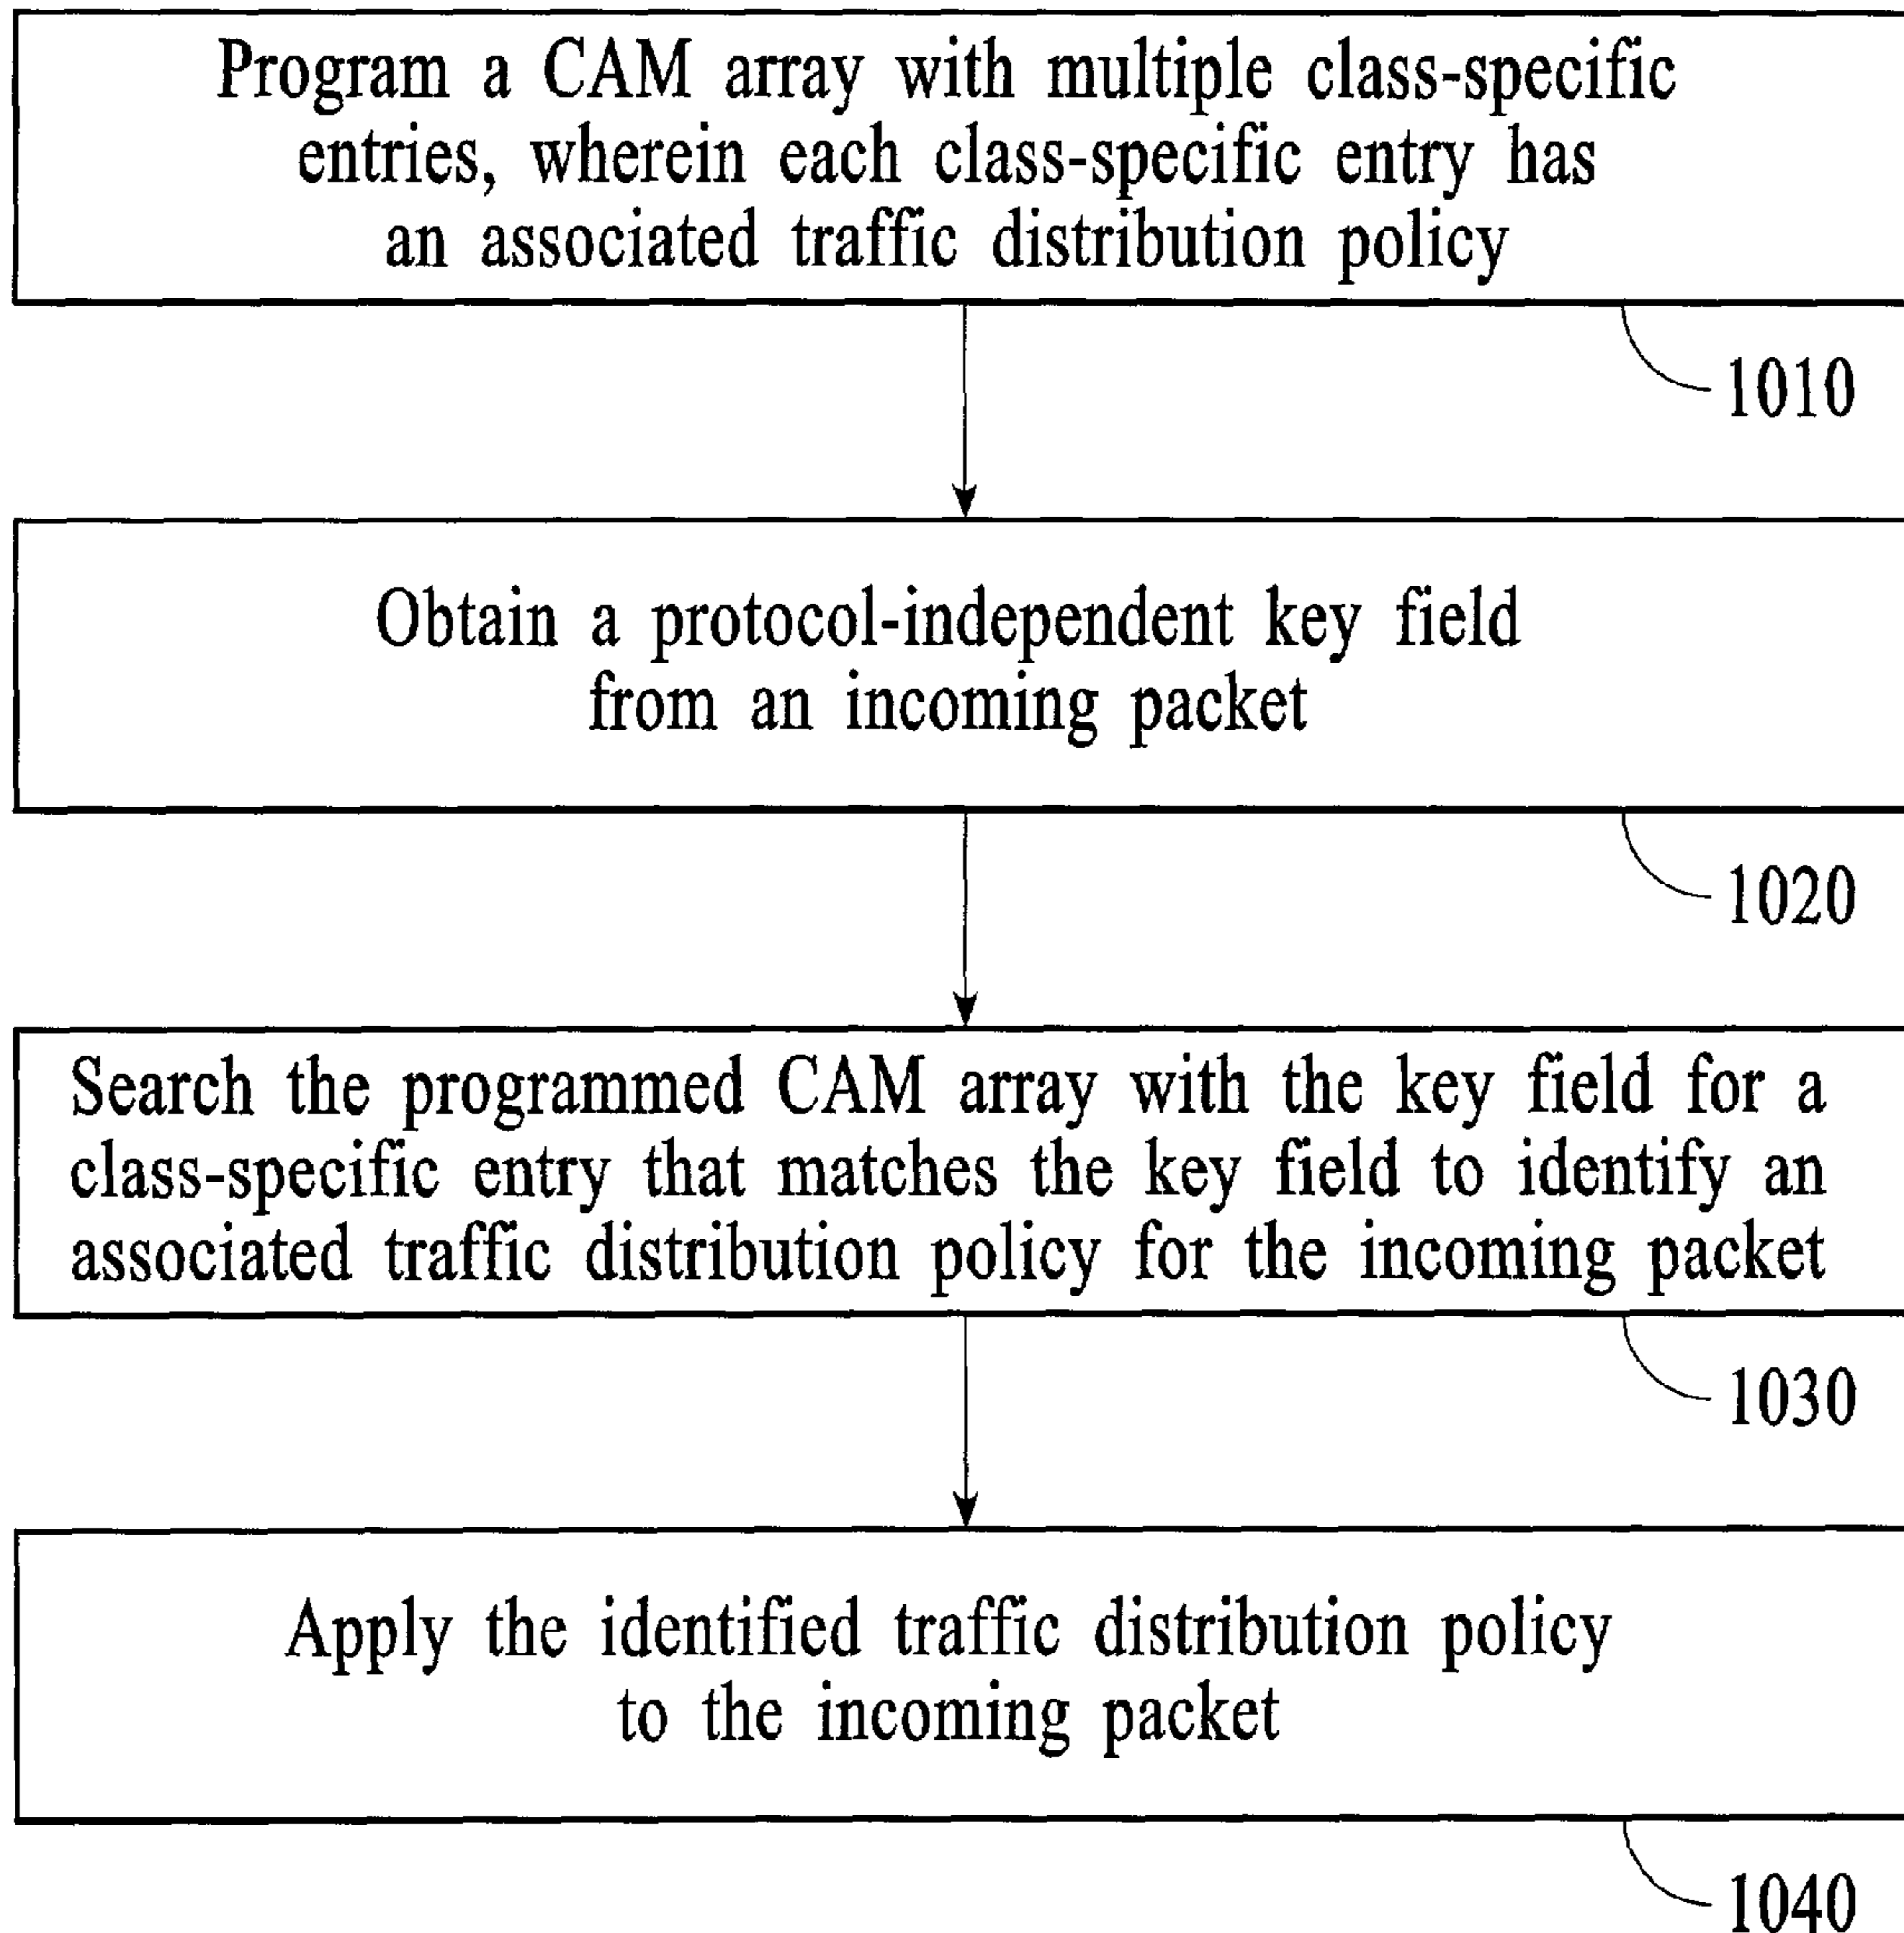 Program a CAM array with multiple class-specific
entries, wherein each class-specific entry has
an associated traffic distribution policy
1010
Obtain a protocol-independent key field
from an incoming packet
1020
Search the programmed CAM array with the key field for a
class-specific entry that matches the key field to identify an
associated traffic distribution policy for the incoming packet
1030
Apply the identified traffic distribution policy
to the incoming packet
1040